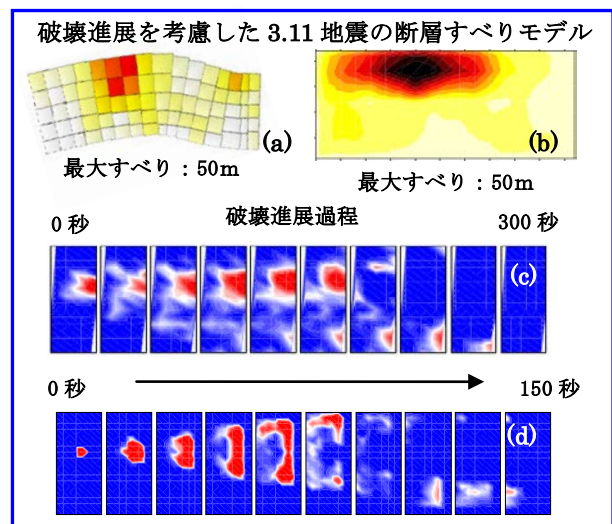 破壊進展を考慮した 3.11 地震の断層すべりモデル
(a)
(b)
最大すべり：50m
最大すべり：50m
0 秒
破壊進展過程
300 秒
(c)
0 秒
150 秒
(d)